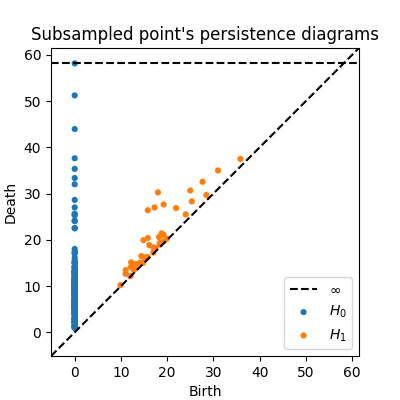 Subsampled point's persistence diagrams
60
50
40
30
20
10
0
Death
∞
H₀
H₁
0 10 20 30 40 50 60
Birth